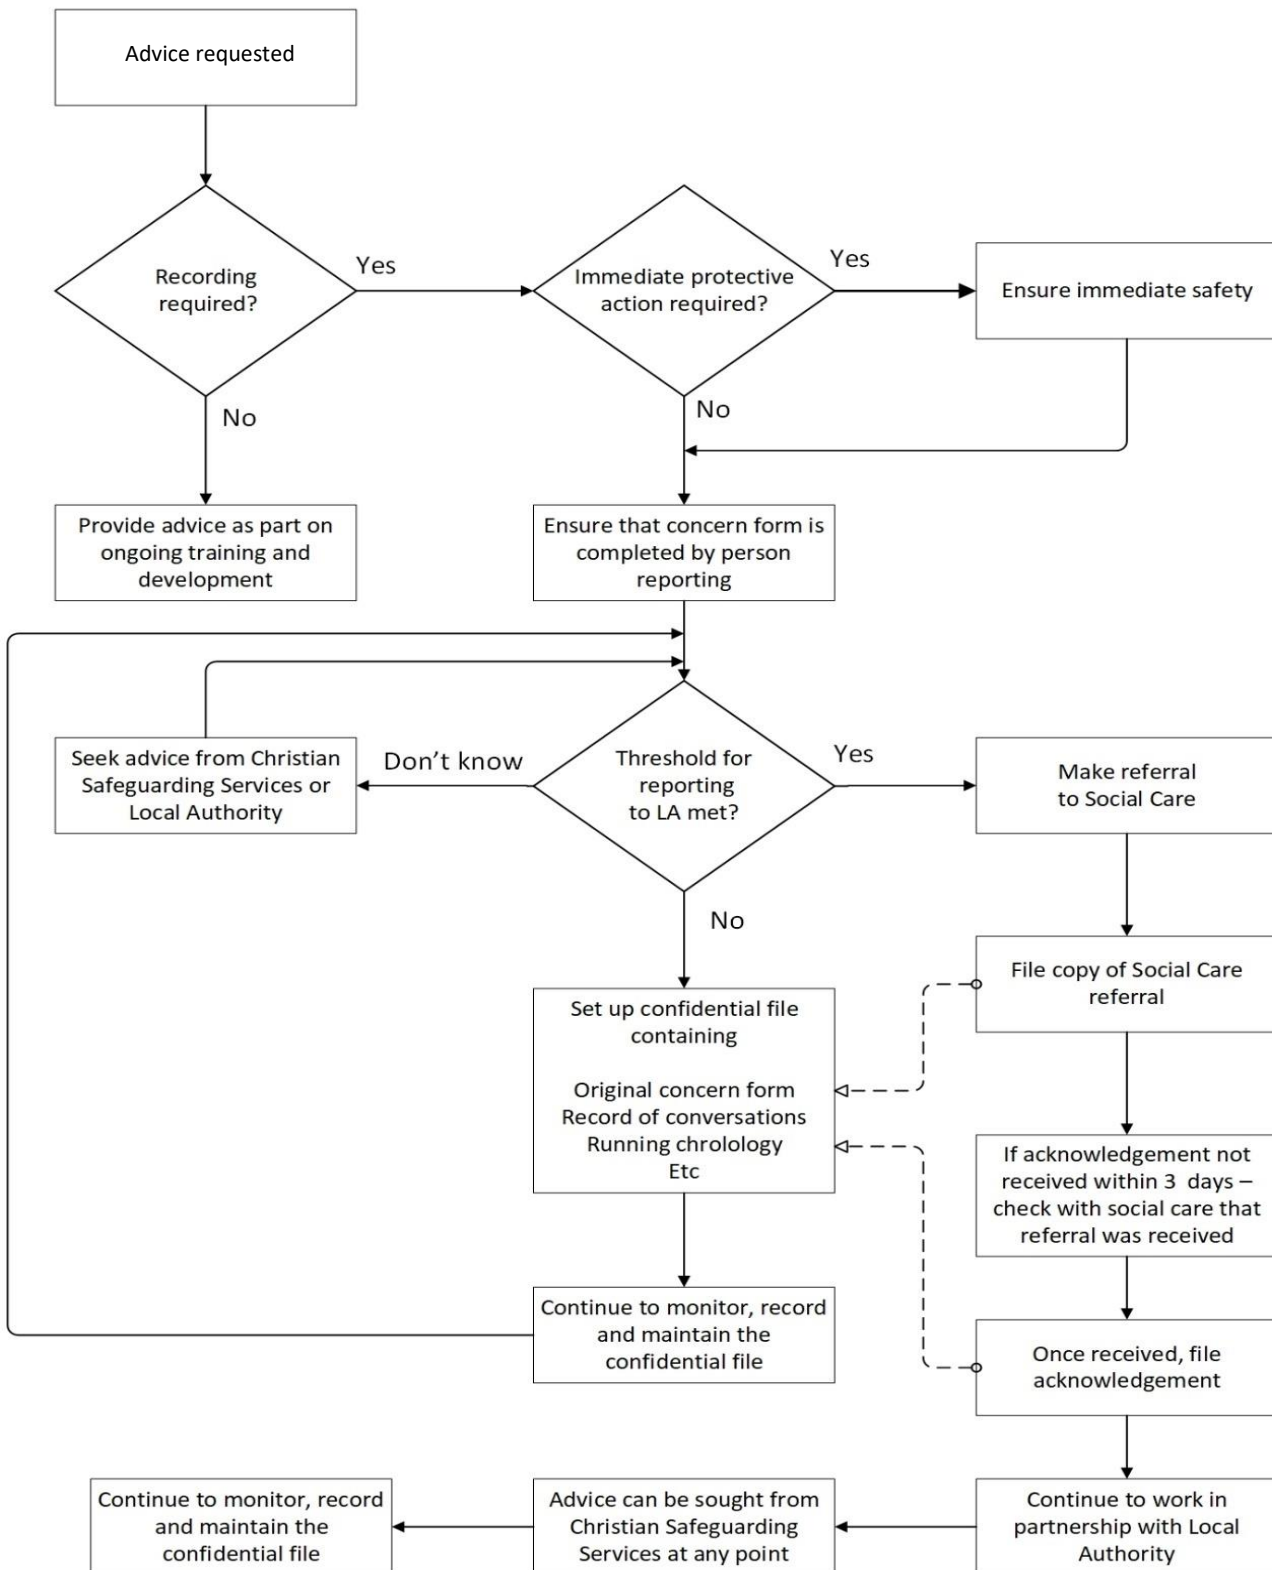 Advice requested
Recording
required?
Yes
Immediate protective
action required?
Yes
Ensure immediate safety
No
No
Provide advice as part on
ongoing training and
development
Ensure that concern form is
completed by person
reporting
Seek advice from Christian
Safeguarding Services or
Local Authority
Don’t know
Threshold for
reporting
to LA met?
Yes
Make referral
to Social Care
No
File copy of Social Care
referral
Set up confidential file
containing
Original concern form
Record of conversations
Running chrolology
Etc
If acknowledgement not
received within 3 days –
check with social care that
referral was received
Continue to monitor, record
and maintain the
confidential file
Once received, file
acknowledgement
Continue to monitor, record
and maintain the
confidential file
Advice can be sought from
Christian Safeguarding
Services at any point
Continue to work in
partnership with Local
Authority